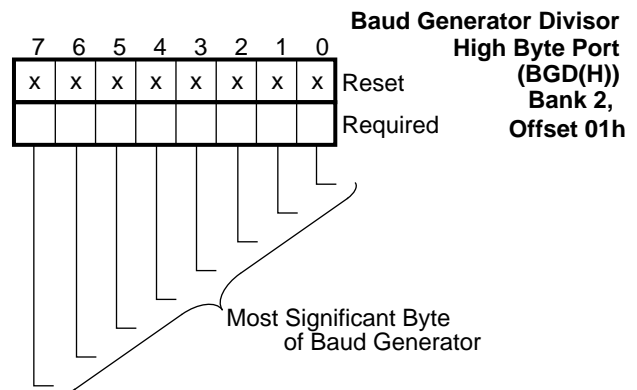 Baud Generator Divisor
High Byte Port
(BGD(H))
Bank 2,
Offset 01h
7 6 5 4 3 2 1 0
x x x x x x x x Reset
Required
Most Significant Byte
of Baud Generator